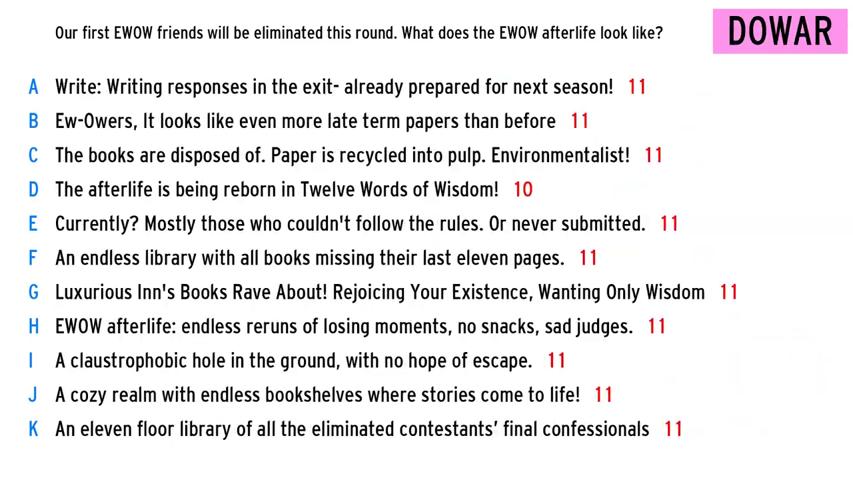 Our first EWOW friends will be eliminated this round. What does the EWOW afterlife look like?
DOWAR
A Write: Writing responses in the exit- already prepared for next season! 11
B Ew-Owers, It looks like even more late term papers than before 11
C The books are disposed of. Paper is recycled into pulp. Environmentalist! 11
D The afterlife is being reborn in Twelve Words of Wisdom! 10
E Currently? Mostly those who couldn't follow the rules. Or never submitted. 11
F An endless library with all books missing their last eleven pages. 11
G Luxurious Inn's Books Rave About! Rejoicing Your Existence, Wanting Only Wisdom 11
H EWOW afterlife: endless reruns of losing moments, no snacks, sad judges. 11
I A claustrophobic hole in the ground, with no hope of escape. 11
J A cozy realm with endless bookshelves where stories come to life! 11
K An eleven floor library of all the eliminated contestants’ final confessionals 11